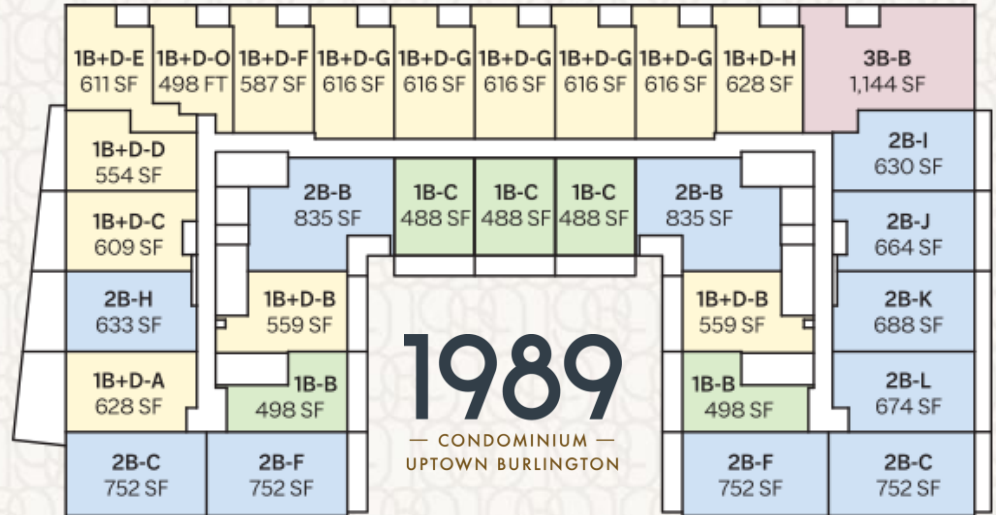 1B+D-E
611 SF
1B+D-O
498 FT
1B+D-F
587 SF
1B+D-G
616 SF
1B+D-G
616 SF
1B+D-G
616 SF
1B+D-G
616 SF
1B+D-G
616 SF
1B+D-H
628 SF
3B-B
1,144 SF
1B+D-D
554 SF
2B-I
630 SF
2B-B
835 SF
1B-C
488 SF
1B-C
488 SF
1B-C
488 SF
2B-B
835 SF
1B+D-C
609 SF
2B-J
664 SF
2B-H
633 SF
1B+D-B
559 SF
1B+D-B
559 SF
2B-K
688 SF
1B+D-A
628 SF
1B-B
498 SF
1989
— CONDOMINIUM —
UPTOWN BURLINGTON
1B-B
498 SF
2B-L
674 SF
2B-C
752 SF
2B-F
752 SF
2B-F
752 SF
2B-C
752 SF